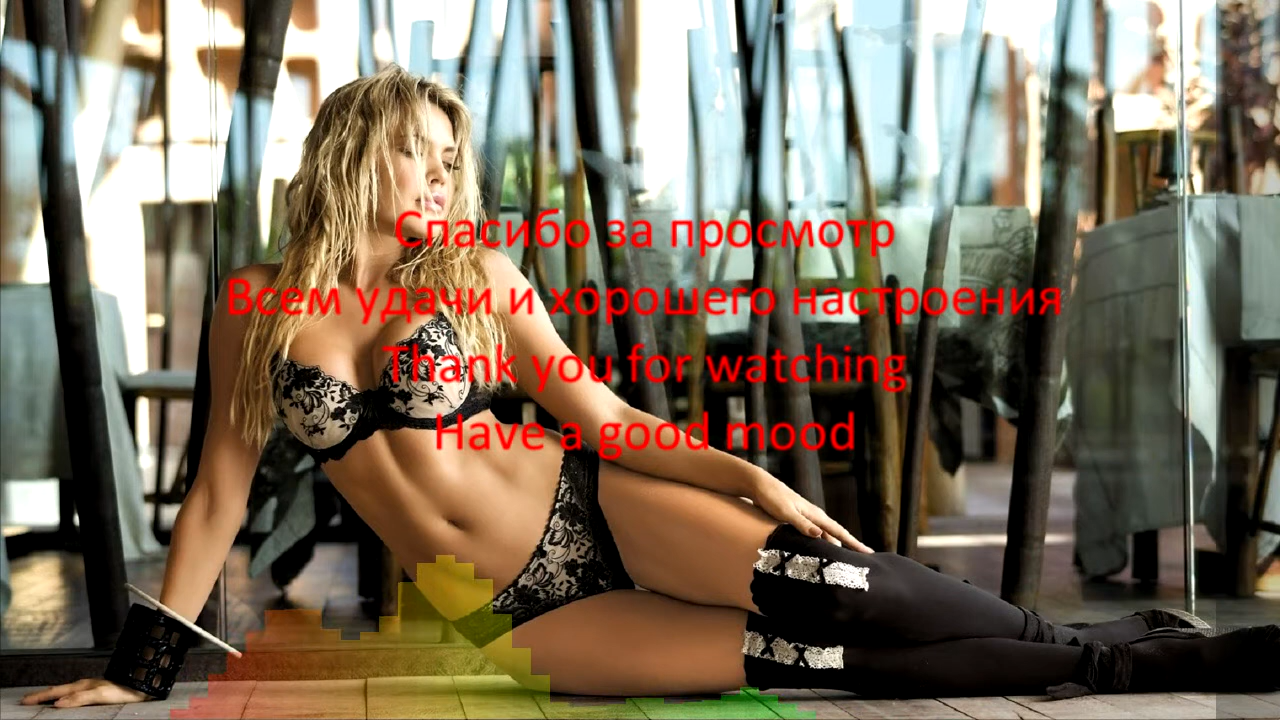 Спасибо за просмотр
Всем удачи и хорошего настроения
Thank you for watching
Have a good mood